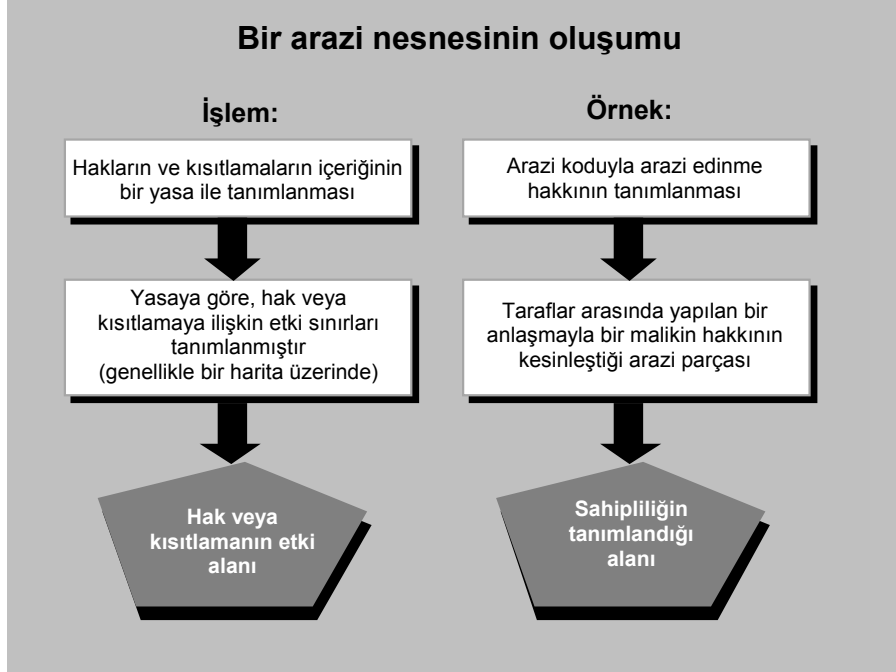 Bir arazi nesnesinin oluşumu
İşlem:
Hakların ve kısıtlamaların içeriğinin
bir yasa ile tanımlanması
Yasaya göre, hak veya
kısıtlamaya ilişkin etki sınırları
tanımlanmıştır
(genellikle bir harita üzerinde)
Hak veya
kısıtlamanın etki
alanı
Örnek:
Arazi koduyla arazi edinme
hakkının tanımlanması
Taraflar arasında yapılan bir
anlaşmayla bir malikin hakkının
kesinleştiği arazi parçası
Sahipliliğin
tanımlandığı
alanı